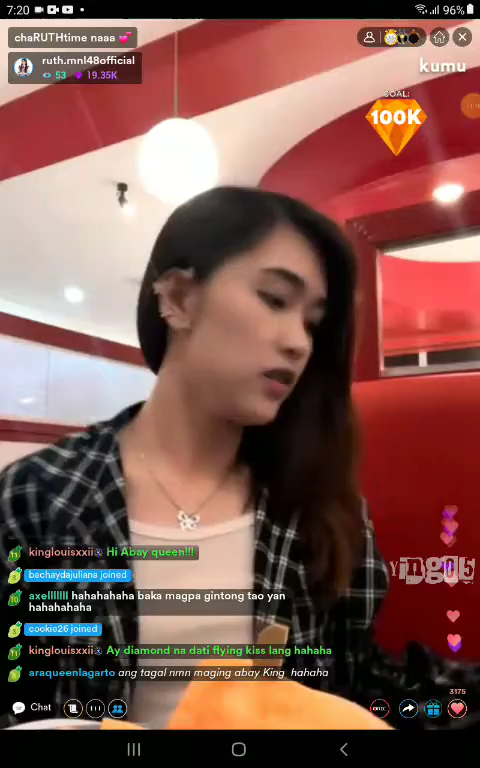 7:20
96%
chaRUTHtime naaa 💕
ruth.mnl48official
53 19.35K
kumu
GOAL:
100K
kinglouisxxii® Hi Abay queen!!!
bachaydajuliana joined
axelllllll hahahahaha baka magpa gintong tao yan
hahahahaha
cookie26 joined
kinglouisxxii® Ay diamond na dati flying kiss lang hahaha
araqueenlagarto ang tagal nmn maging abay King hahaha
3175
Chat